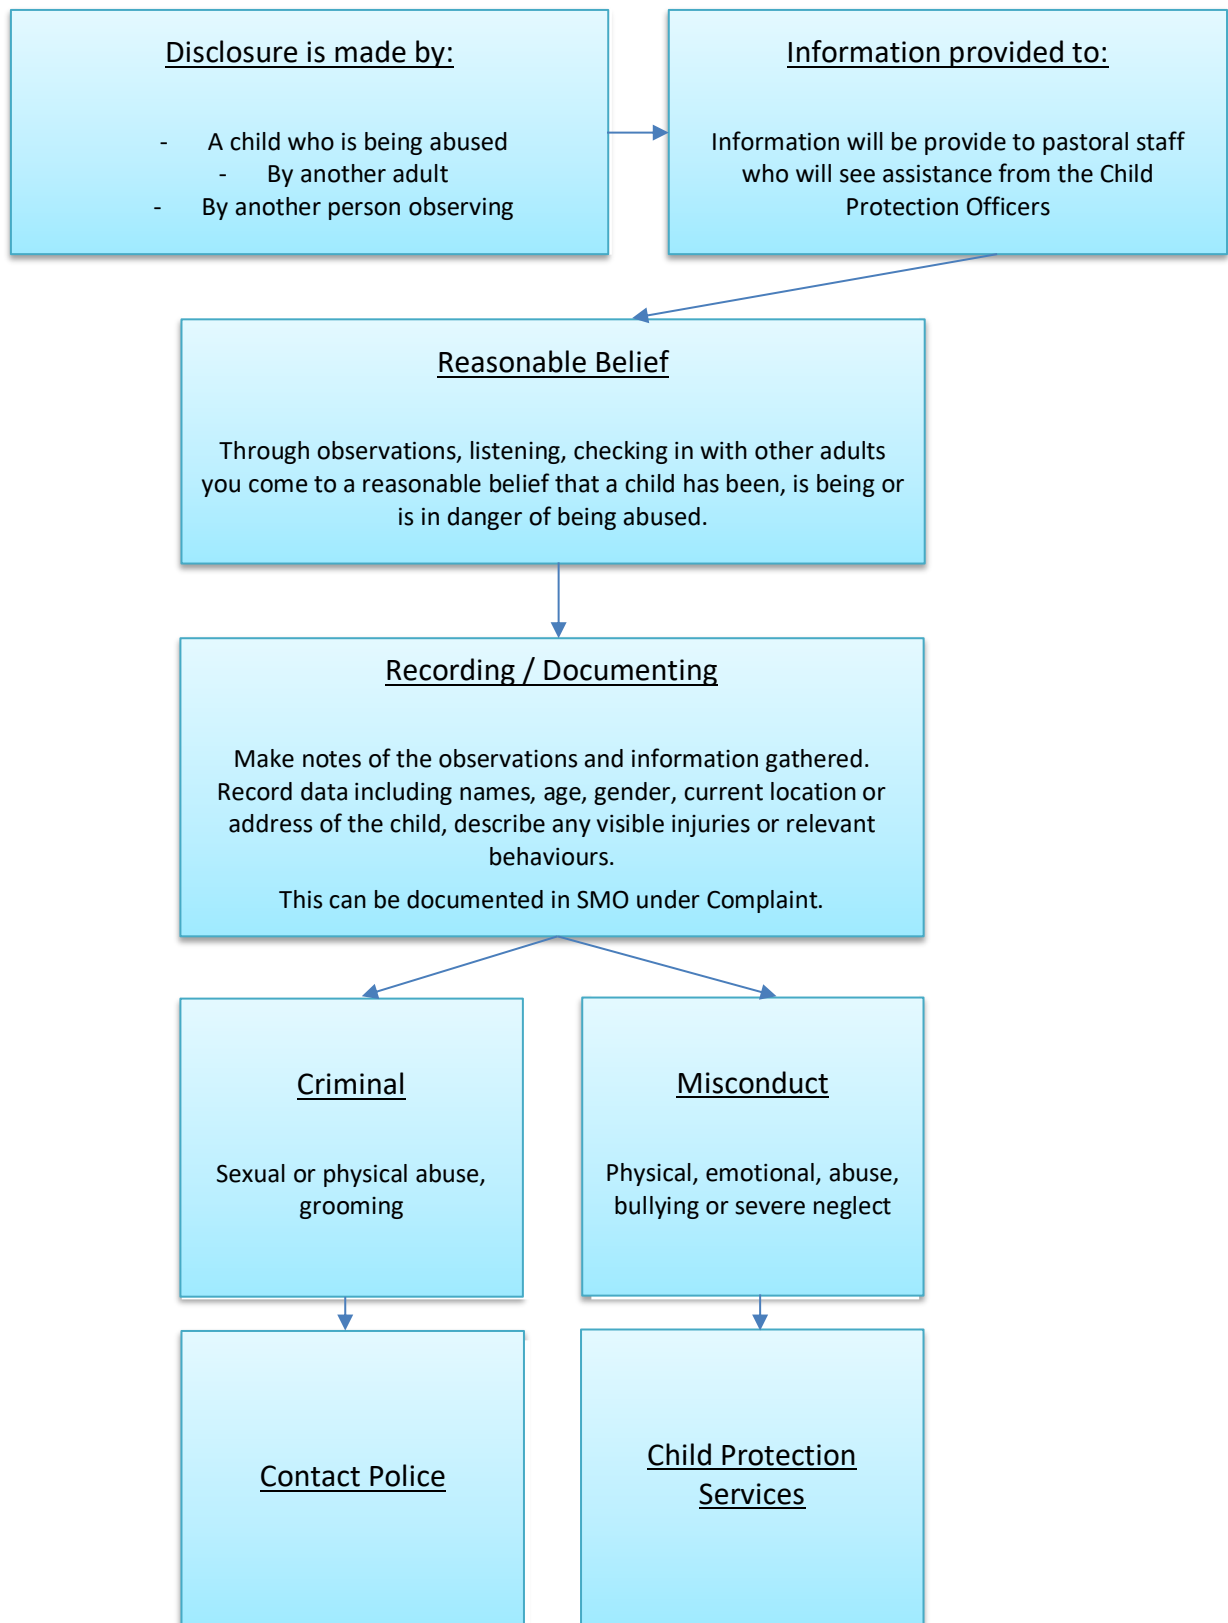 Disclosure is made by:
- A child who is being abused
- By another adult
- By another person observing
Information provided to:
Information will be provide to pastoral staff
who will see assistance from the Child
Protection Officers
Reasonable Belief
Through observations, listening, checking in with other adults
you come to a reasonable belief that a child has been, is being or
is in danger of being abused.
Recording / Documenting
Make notes of the observations and information gathered.
Record data including names, age, gender, current location or
address of the child, describe any visible injuries or relevant
behaviours.
This can be documented in SMO under Complaint.
Criminal
Sexual or physical abuse,
grooming
Misconduct
Physical, emotional, abuse,
bullying or severe neglect
Contact Police
Child Protection
Services